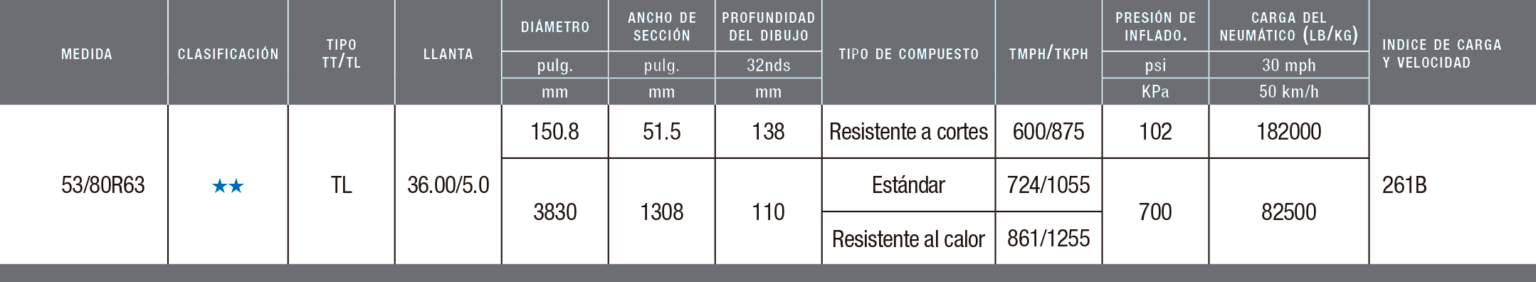 MEDIDA
CLASIFICACIÓN
TIPO
TT/TL
LLANTA
DIÁMETRO
pulg.
mm
ANCHO DE
SECCIÓN
pulg.
mm
PROFUNDIDAD
DEL DIBUJO
32nds
mm
TIPO DE COMPUESTO
TMPH/TKPH
PRESIÓN DE
INFLADO.
psi
KPa
CARGA DEL
NEUMÁTICO (LB/KG)
30 mph
50 km/h
INDICE DE CARGA
Y VELOCIDAD
53/80R63
★★
TL
36.00/5.0
150.8
51.5
138
Resistente a cortes
600/875
102
182000
3830
1308
110
Estándar
724/1055
Resistente al calor
861/1255
700
82500
261B